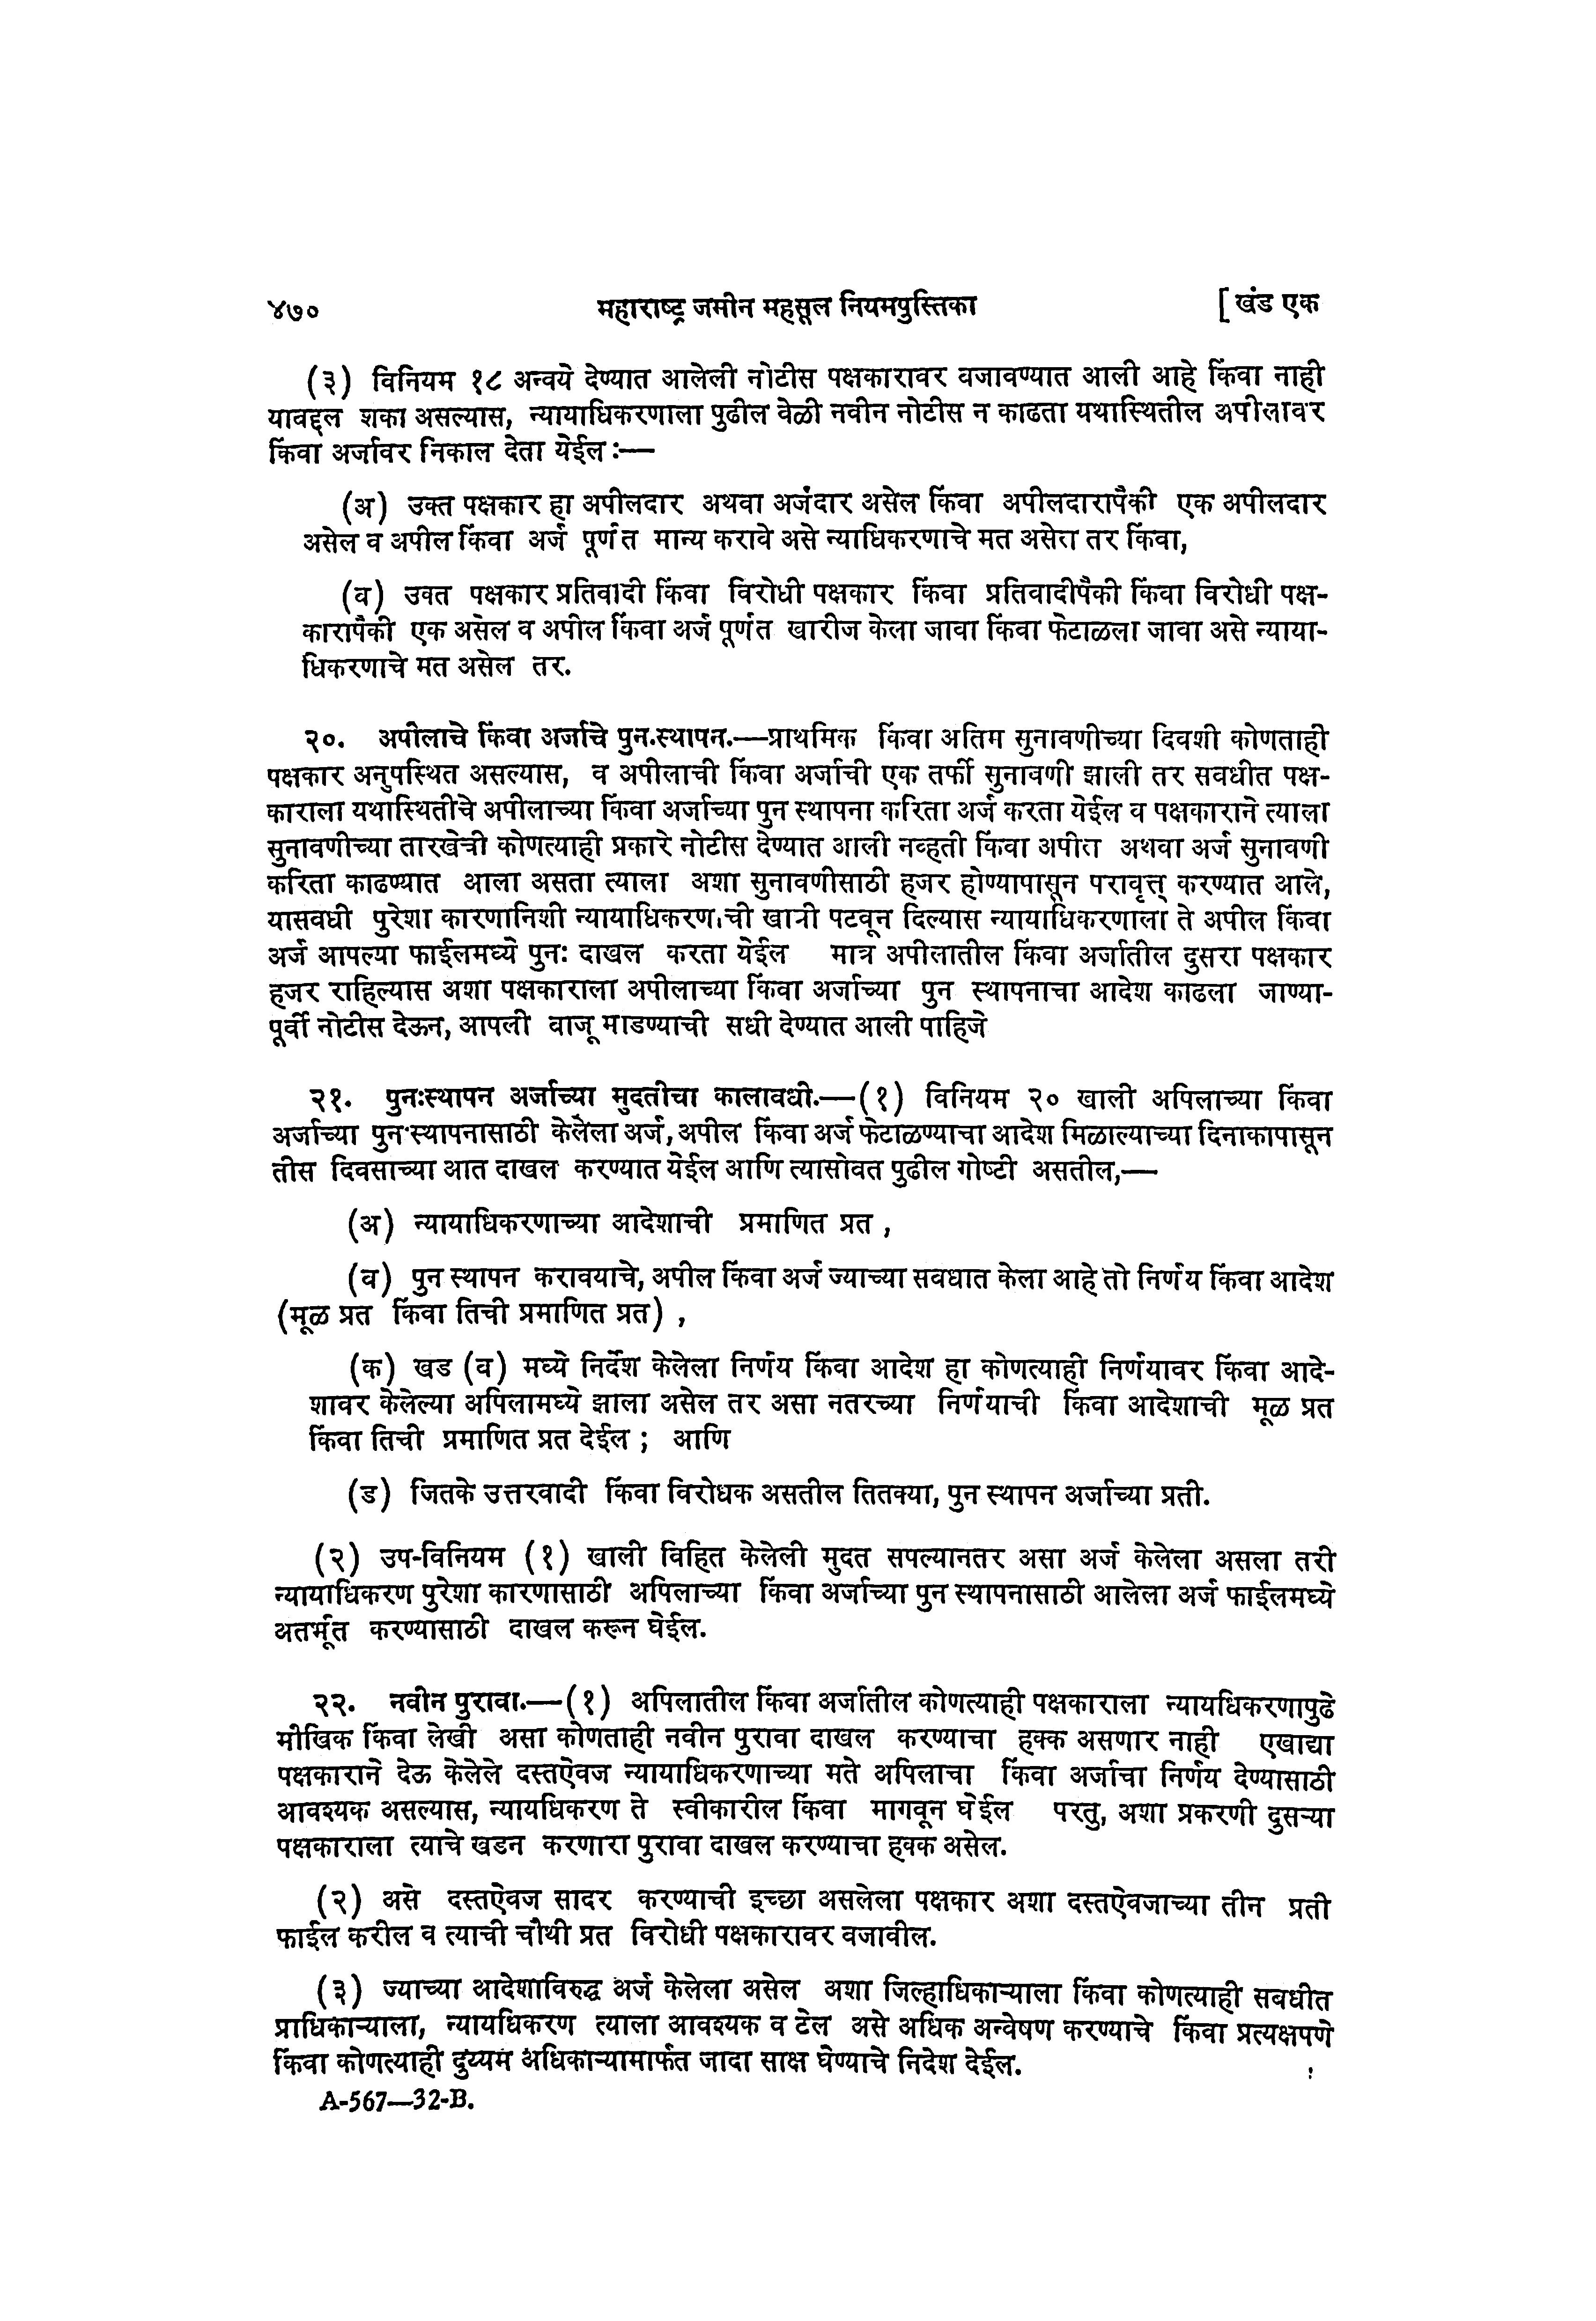 ४७०
महाराष्ट्र जमीन महसूल नियमपुस्तिका
[ खंड एक
(३) विनियम १८ अन्वये देण्यात आलेली नोटीस पक्षकारावर वजावण्यात आली आहे किंवा नाही
यावद्दल शका असल्यास, न्यायाधिकरणाला पुढील वेळी नवीन नोटीस न काढता यथास्थितील अपीलावर
किंवा अर्जावर निकाल देता येईल :—
(अ) उक्त पक्षकार हा अपीलदार अथवा अर्जदार असेल किंवा अपीलदारापैकी एक अपीलदार
असेल व अपील किंवा अर्ज पूर्णत मान्य करावे असे न्याधिकरणाचे मत असेल तर किंवा,
(व) उक्त पक्षकार प्रतिवादी किंवा विरोधी पक्षकार किंवा प्रतिवादीपैकी किंवा विरोधी पक्ष-
कारापैकी एक असेल व अपील किंवा अर्ज पूर्णत खारीज केला जावा किंवा फेटाळला जावा असे न्याया-
धिकरणाचे मत असेल तर.
२०. अपीलाचे किंवा अर्जाचे पुन.स्थापन.—प्राथमिक किंवा अतिम सुनावणीच्या दिवशी कोणताही
पक्षकार अनुपस्थित असल्यास, व अपीलाची किंवा अर्जाची एक तर्फी सुनावणी झाली तर सवधीत पक्ष-
काराला यथास्थितीचे अपीलाच्या किंवा अर्जाच्या पुन स्थापना करिता अर्ज करता येईल व पक्षकाराने त्याला
सुनावणीच्या तारखेची कोणत्याही प्रकारे नोटीस देण्यात आली नव्हती किंवा अपील अथवा अर्ज सुनावणी
करिता काढण्यात आला असता त्याला अशा सुनावणीसाठी हजर होण्यापासून परावृत्त् करण्यात आले,
यासवधी पुरेशा कारणानिशी न्यायाधिकरणाची खात्री पटवून दिल्यास न्यायाधिकरणाला ते अपील किंवा
अर्ज आपल्या फाईलमध्ये पुनः दाखल करता येईल मात्र अपीलातील किंवा अर्जातील दुसरा पक्षकार
हजर राहिल्यास अशा पक्षकाराला अपीलाच्या किंवा अर्जाच्या पुन स्थापनाचा आदेश काढला जाण्या-
पूर्वी नोटीस देऊन, आपली वाजू माडण्याची सधी देण्यात आली पाहिजे
२१. पुनःस्थापन अर्जाच्या मुदतीचा कालावधी.—(१) विनियम २० खाली अपिलाच्या किंवा
अर्जाच्या पुन स्थापनासाठी केलेला अर्ज, अपील किंवा अर्ज फेटाळण्याचा आदेश मिळाल्याच्या दिनाकापासून
तीस दिवसाच्या आत दाखल करण्यात येईल आणि त्यासोवत पुढील गोष्टी असतील,—
(अ) न्यायाधिकरणाच्या आदेशाची प्रमाणित प्रत ,
(व) पुन स्थापन करावयाचे, अपील किंवा अर्ज ज्याच्या सवधात केला आहे तो निर्णय किंवा आदेश
(मूळ प्रत किंवा तिची प्रमाणित प्रत) ,
(क) खड (व) मध्ये निर्देश केलेला निर्णय किंवा आदेश हा कोणत्याही निर्णयावर किंवा आदे-
शावर केलेल्या अपिलामध्ये झाला असेल तर असा नतरच्या निर्णयाची किंवा आदेशाची मूळ प्रत
किंवा तिची प्रमाणित प्रत देईल ; आणि
(ड) जितके उत्तरवादी किंवा विरोधक असतील तितक्या, पुन स्थापन अर्जाच्या प्रती.
(२) उप-विनियम (१) खाली विहित केलेली मुदत सपल्यानतर असा अर्ज केलेला असला तरी
न्यायाधिकरण पुरेशा कारणासाठी अपिलाच्या किंवा अर्जाच्या पुन स्थापनासाठी आलेला अर्ज फाईलमध्ये
अतर्भूत करण्यासाठी दाखल करून घेईल.
२२. नवीन पुरावा.—(१) अपिलातील किंवा अर्जातील कोणत्याही पक्षकाराला न्यायधिकरणापुढे
मौखिक किंवा लेखी असा कोणताही नवीन पुरावा दाखल करण्याचा हक्क असणार नाही एखाद्या
पक्षकाराने देऊ केलेले दस्तऐवज न्यायाधिकरणाच्या मते अपिलाचा किंवा अर्जाचा निर्णय देण्यासाठी
आवश्यक असल्यास, न्यायधिकरण ते स्वीकारील किंवा मागवून घेईल परतु, अशा प्रकरणी दुसऱ्या
पक्षकाराला त्याचे खडन करणारा पुरावा दाखल करण्याचा हक्क असेल.
(२) असे दस्तऐवज सादर करण्याची इच्छा असलेला पक्षकार अशा दस्तऐवजाच्या तीन प्रती
फाईल करील व त्याची चौथी प्रत विरोधी पक्षकारावर वजावील.
(३) ज्याच्या आदेशाविरुद्ध अर्ज केलेला असेल अशा जिल्हाधिकाऱ्याला किंवा कोणत्याही सवधीत
प्राधिकाऱ्याला, न्यायधिकरण त्याला आवश्यक व टेल असे अधिक अन्वेषण करण्याचे किंवा प्रत्यक्षपणे
किंवा कोणत्याही दुय्यम अधिकाऱ्यामार्फत जादा साक्ष घेण्याचे निदेश देईल.
A-567—32-B.